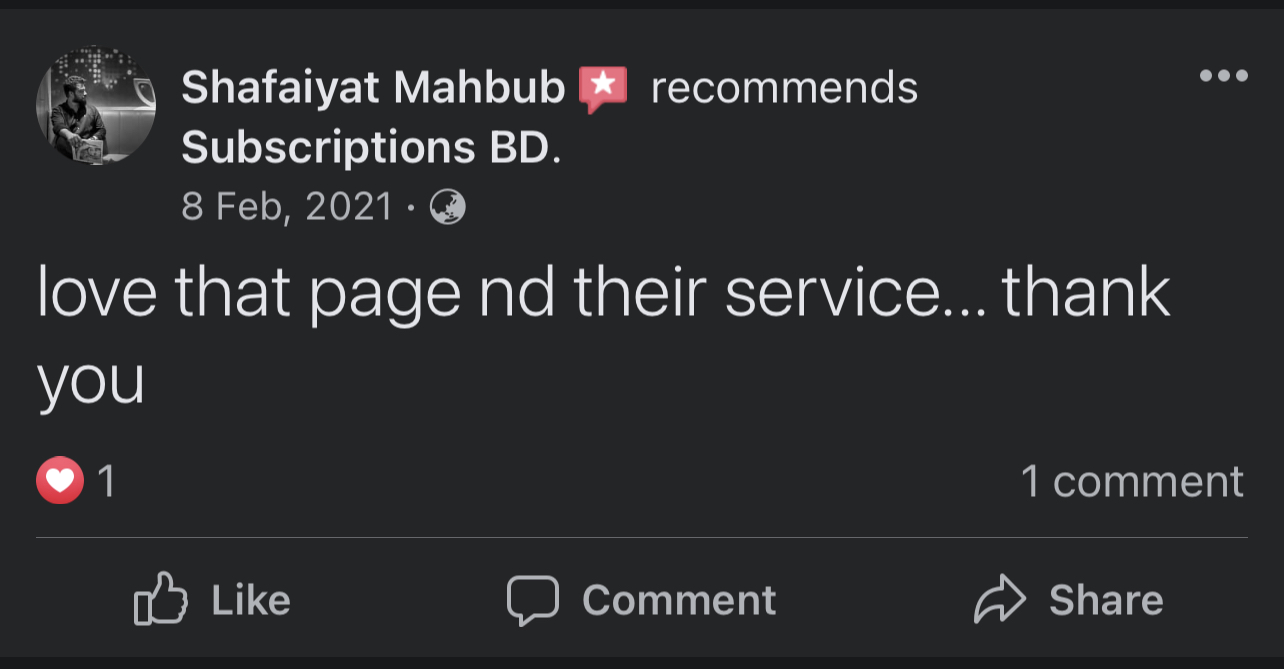 Shafaiyat Mahbub recommends
Subscriptions BD.
8 Feb, 2021 ·
love that page nd their service... thank
you
1
1 comment
Like
Comment
Share